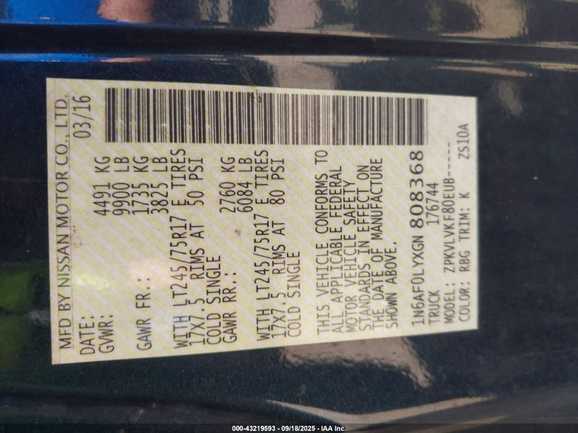 MFD BY NISSAN MOTOR CO., LTD.
DATE: 03/16
GVWR: 4491 KG
9900 LB
GAWR FR.: 1735 KG
3825 LB
WITH LT245/75R17 E TIRES
17X7.5 RIMS AT 50 PSI
COLD SINGLE
GAWR RR.: 2760 KG
6084 LB
WITH LT245/75R17 E TIRES
17X7.5 RIMS AT 80 PSI
COLD SINGLE
THIS VEHICLE CONFORMS TO
ALL APPLICABLE FEDERAL
MOTOR VEHICLE SAFETY
STANDARDS IN EFFECT ON
THE DATE OF MANUFACTURE
SHOWN ABOVE.
1N6AF0LYXGN808368
TRUCK 176744
MODEL: ZPKVLVKF80EUB-----
COLOR: RBG TRIM: K ZS10A
000-43219593 - 09/18/2025 - IAA Inc.